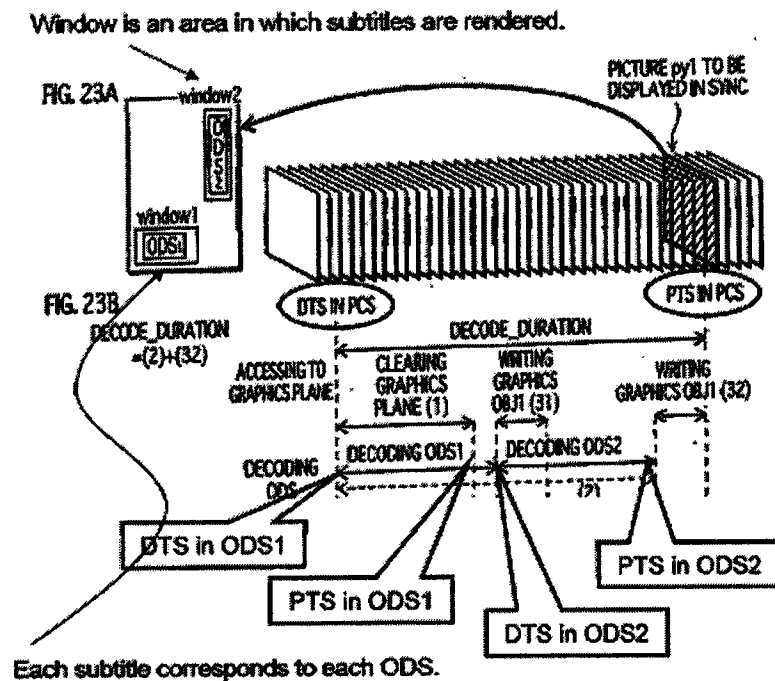 Window is an area in which subtitles are rendered.
FIG. 23A
window2
ODS2
window1
ODS1
PICTURE py1 TO BE
DISPLAYED IN SYNC
FIG. 23B
DTS IN PCS
PTS IN PCS
DECODE_DURATION
=(2)+(32)
DECODE_DURATION
ACCESSING TO
GRAPHICS PLANE
CLEARING
GRAPHICS
PLANE (1)
WRITING
GRAPHICS
OBJ1 (31)
WRITING
GRAPHICS OBJ1 (32)
DECODING
ODS
DECODING ODS1
DECODING ODS2
(2)
DTS in ODS1
PTS in ODS1
DTS in ODS2
PTS in ODS2
Each subtitle corresponds to each ODS.